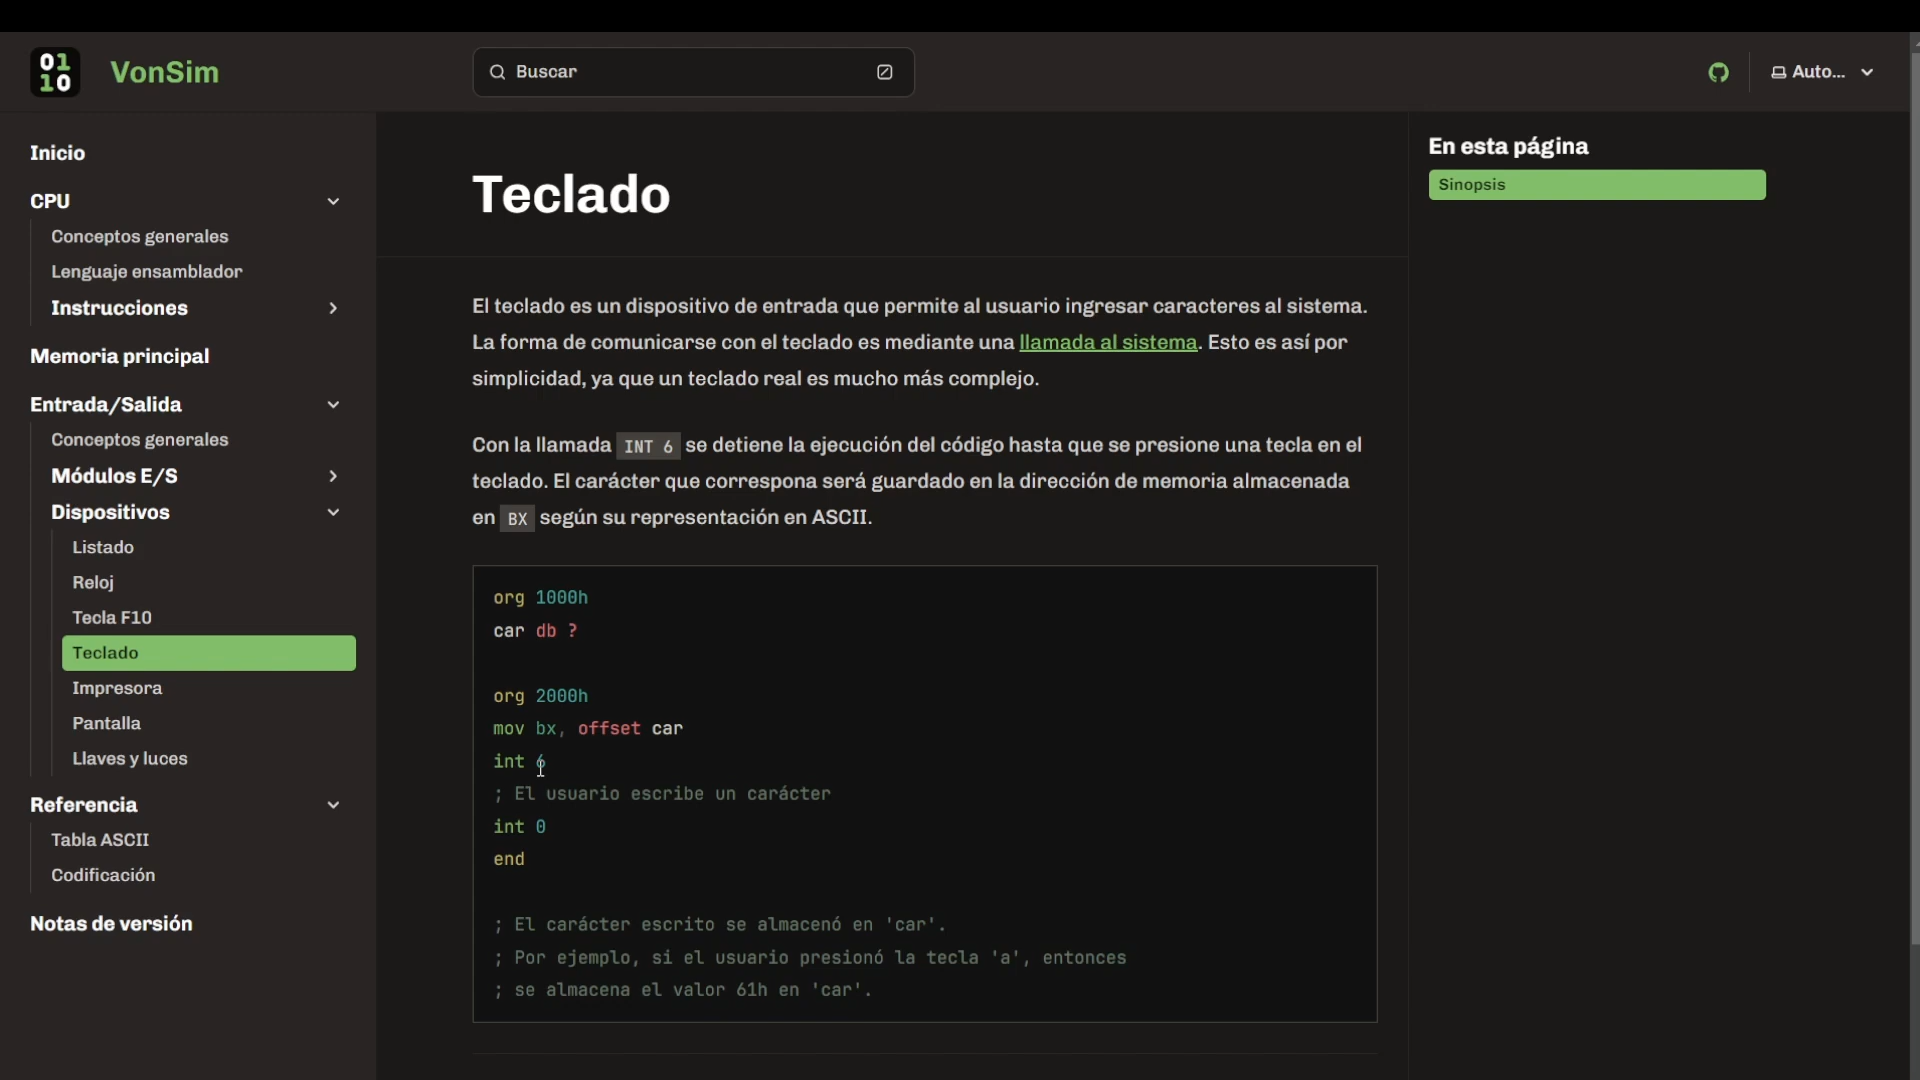 01
10
VonSim
Buscar
Auto...
Inicio
CPU
Conceptos generales
Lenguaje ensamblador
Instrucciones
Memoria principal
Entrada/Salida
Conceptos generales
Módulos E/S
Dispositivos
Listado
Reloj
Tecla F10
Teclado
Impresora
Pantalla
Llaves y luces
Referencia
Tabla ASCII
Codificación
Notas de versión
Teclado
El teclado es un dispositivo de entrada que permite al usuario ingresar caracteres al sistema.
La forma de comunicarse con el teclado es mediante una llamada al sistema. Esto es así por
simplicidad, ya que un teclado real es mucho más complejo.
Con la llamada INT 6 se detiene la ejecución del código hasta que se presione una tecla en el
teclado. El carácter que correspona será guardado en la dirección de memoria almacenada
en BX según su representación en ASCII.
org 1000h
car db ?
org 2000h
mov bx, offset car
int 6
; El usuario escribe un carácter
int 0
end
; El carácter escrito se almacenó en 'car'.
; Por ejemplo, si el usuario presionó la tecla 'a', entonces
; se almacena el valor 61h en 'car'.
En esta página
Sinopsis